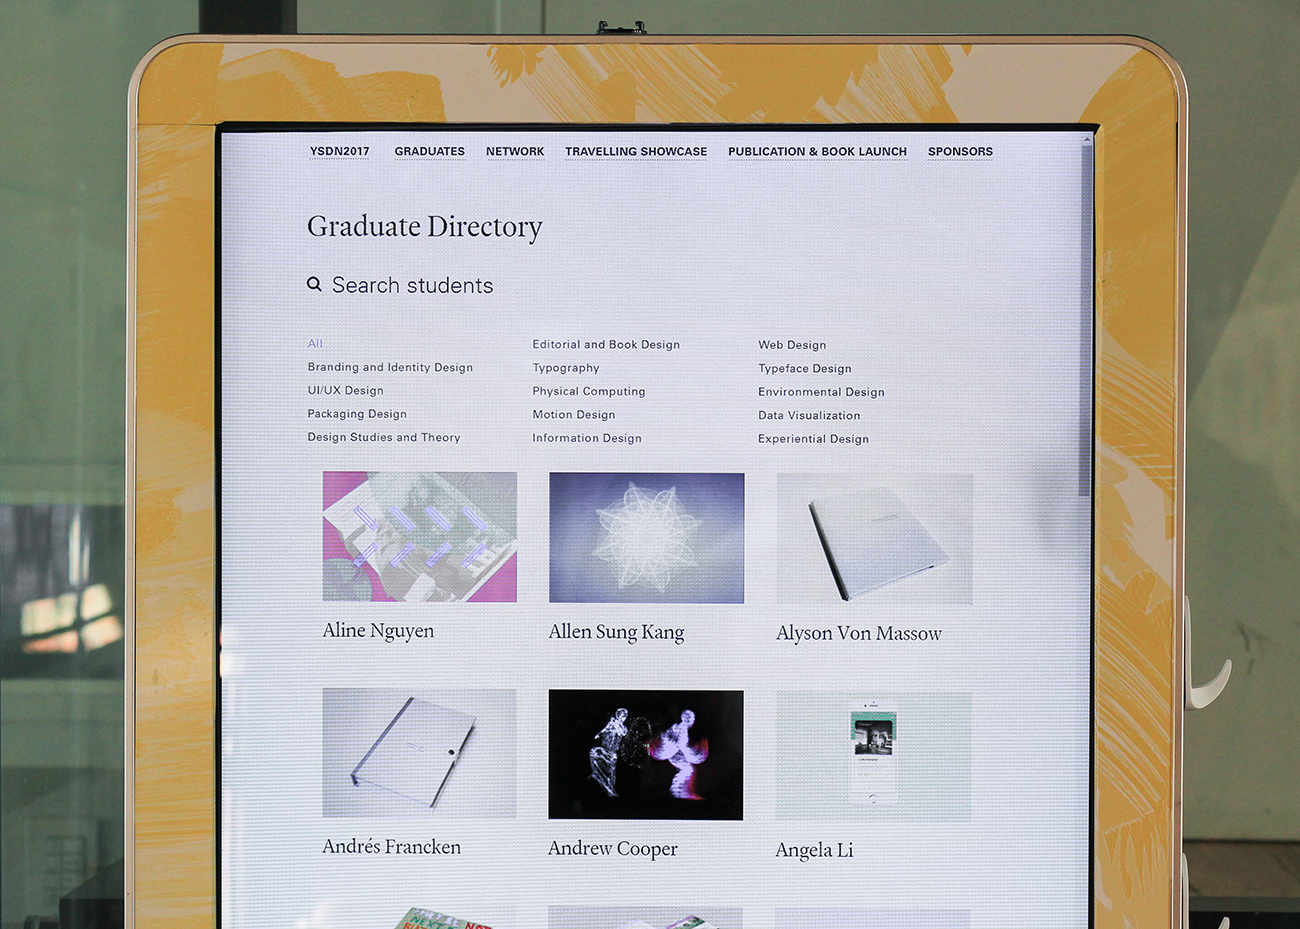 YSDN2017 GRADUATES NETWORK TRAVELLING SHOWCASE PUBLICATION & BOOK LAUNCH SPONSORS
Graduate Directory
Search students
All
Branding and Identity Design
UI/UX Design
Packaging Design
Design Studies and Theory
Editorial and Book Design
Typography
Physical Computing
Motion Design
Information Design
Web Design
Typeface Design
Environmental Design
Data Visualization
Experiential Design
Aline Nguyen
Allen Sung Kang
Alyson Von Massow
Andrés Francken
Andrew Cooper
Angela Li